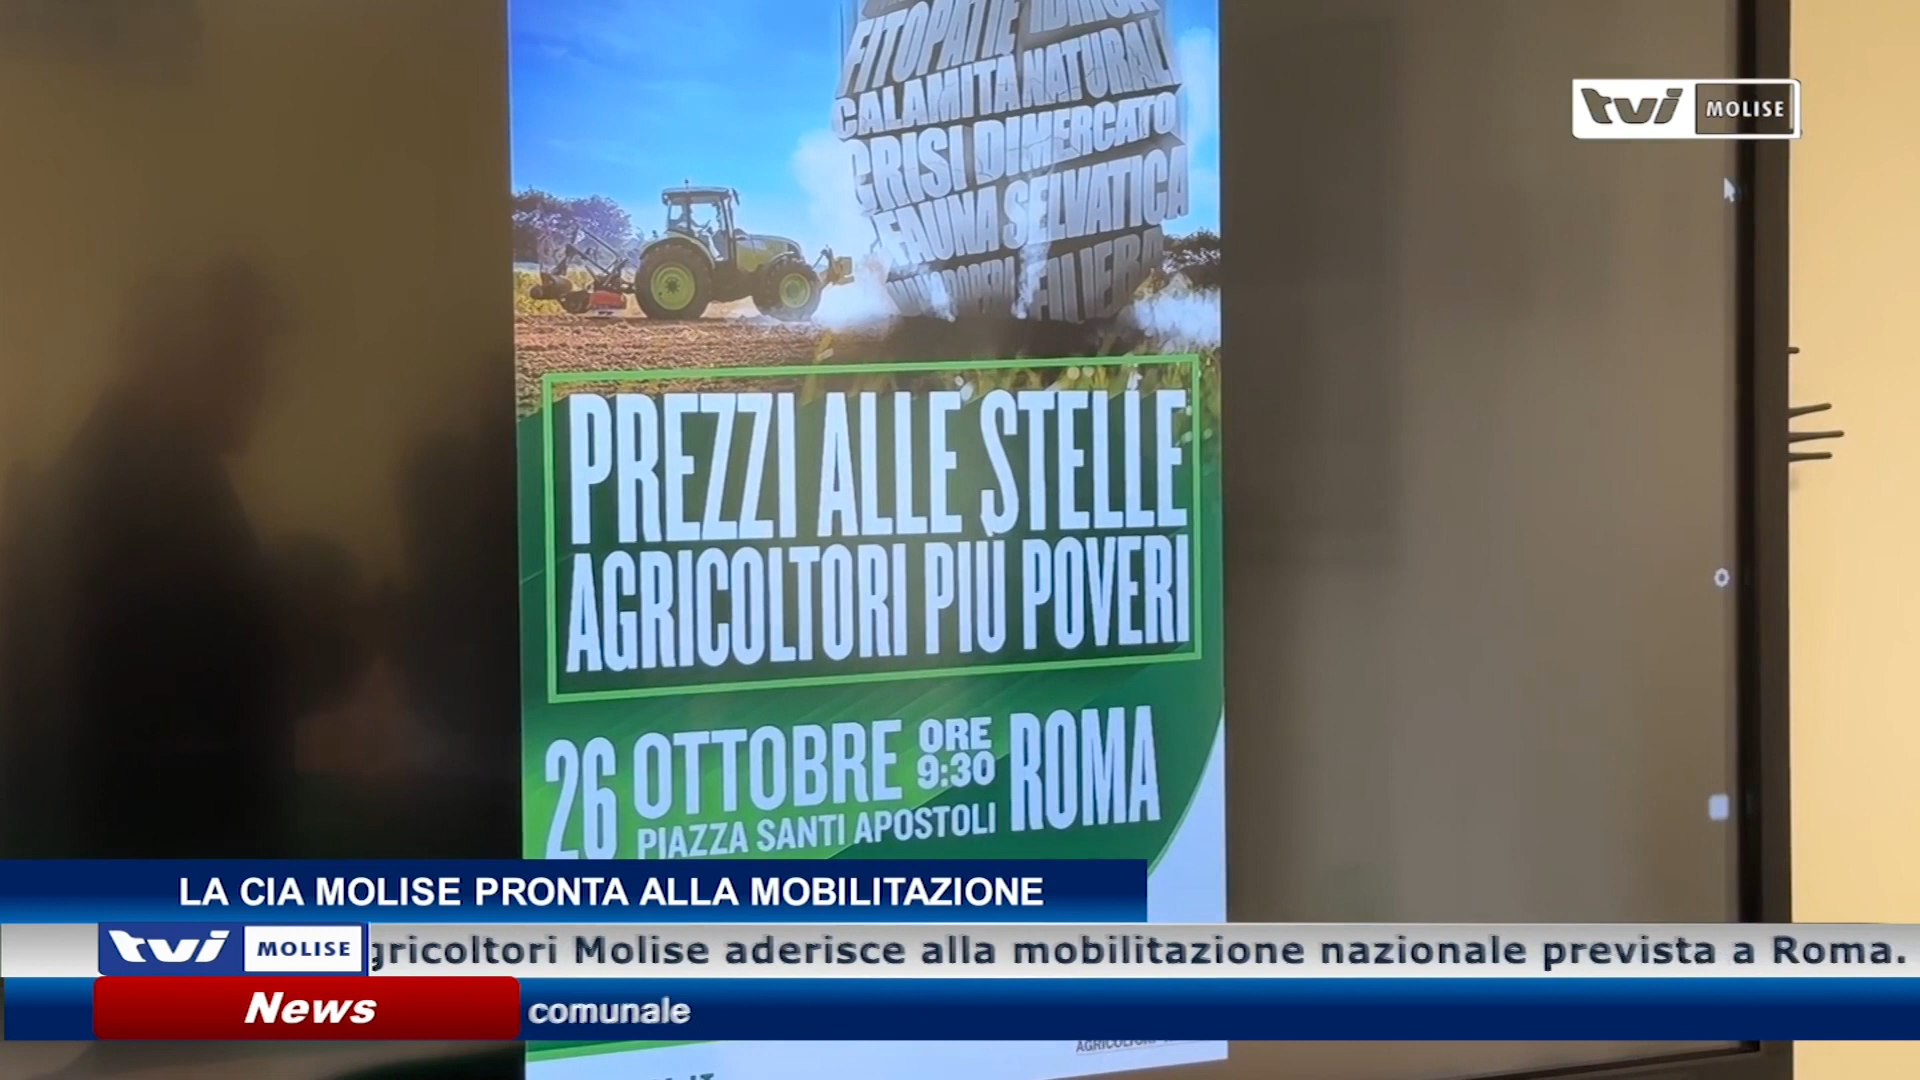 FITOPATIE IDRICA
CALAMITÀ NATURALI
CRISI DI MERCATO
FAUNA SELVATICA
FILIERA
tvi MOLISE
PREZZI ALLE STELLE
AGRICOLTORI PIÙ POVERI
26 OTTOBRE ORE 9:30 ROMA
PIAZZA SANTI APOSTOLI
LA CIA MOLISE PRONTA ALLA MOBILITAZIONE
tvi MOLISE gricoltori Molise aderisce alla mobilitazione nazionale prevista a Roma.
News comunale
AGRICOLTORI